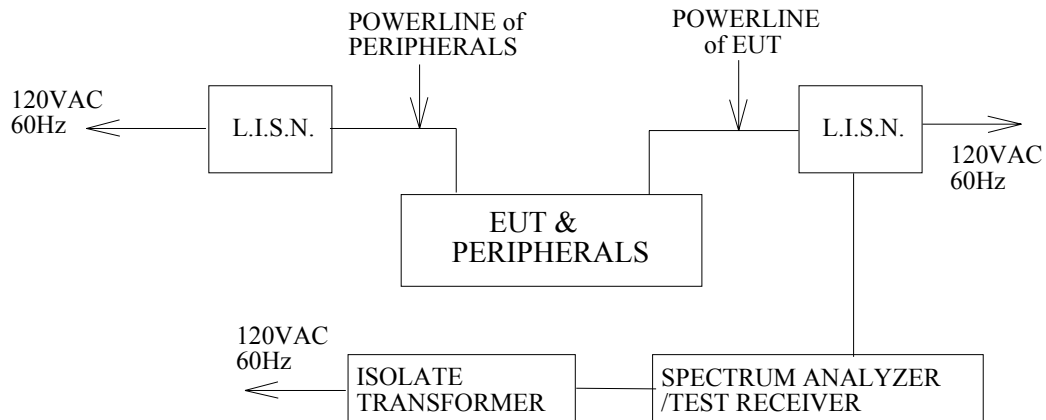 POWERLINE of
PERIPHERALS
POWERLINE
of EUT
120VAC
60Hz
L.I.S.N.
L.I.S.N.
120VAC
60Hz
EUT &
PERIPHERALS
120VAC
60Hz
ISOLATE
TRANSFORMER
SPECTRUM ANALYZER
/TEST RECEIVER